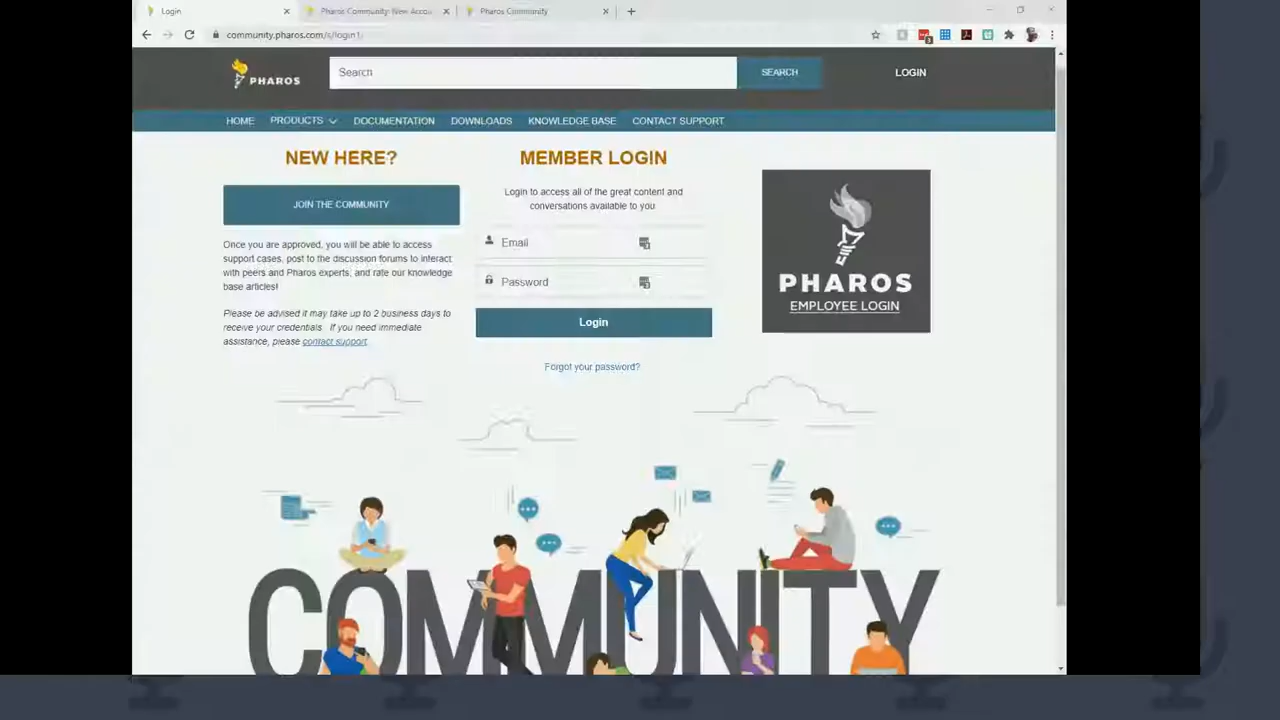 Login
Pharos Community: New Accou
Pharos Community
community.pharos.com/s/login1/
PHAROS
Search
SEARCH
LOGIN
HOME
PRODUCTS
DOCUMENTATION
DOWNLOADS
KNOWLEDGE BASE
CONTACT SUPPORT
NEW HERE?
JOIN THE COMMUNITY
Once you are approved, you will be able to access
support cases, post to the discussion forums to interact
with peers and Pharos experts, and rate our knowledge
base articles!
Please be advised it may take up to 2 business days to
receive your credentials. If you need immediate
assistance, please contact support.
MEMBER LOGIN
Login to access all of the great content and
conversations available to you
Email
Password
Login
Forgot your password?
PHAROS
EMPLOYEE LOGIN
COMMUNITY